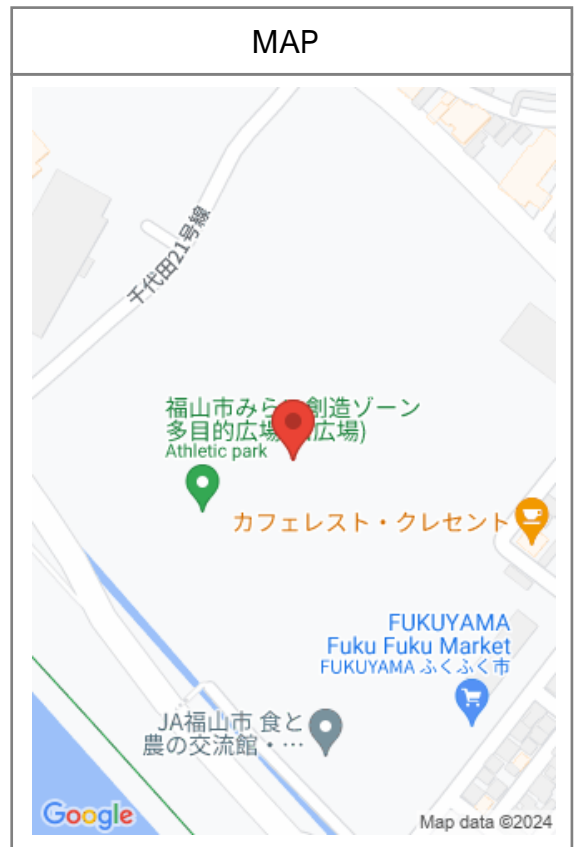 MAP
千代田21号線
福山市みら 創造ゾーン
多目的広場 広場)
Athletic park
カフェレスト・クレセント
FUKUYAMA
Fuku Fuku Market
FUKUYAMA ふくふく市
JA福山市 食と
農の交流館・…
Google
Map data ©2024